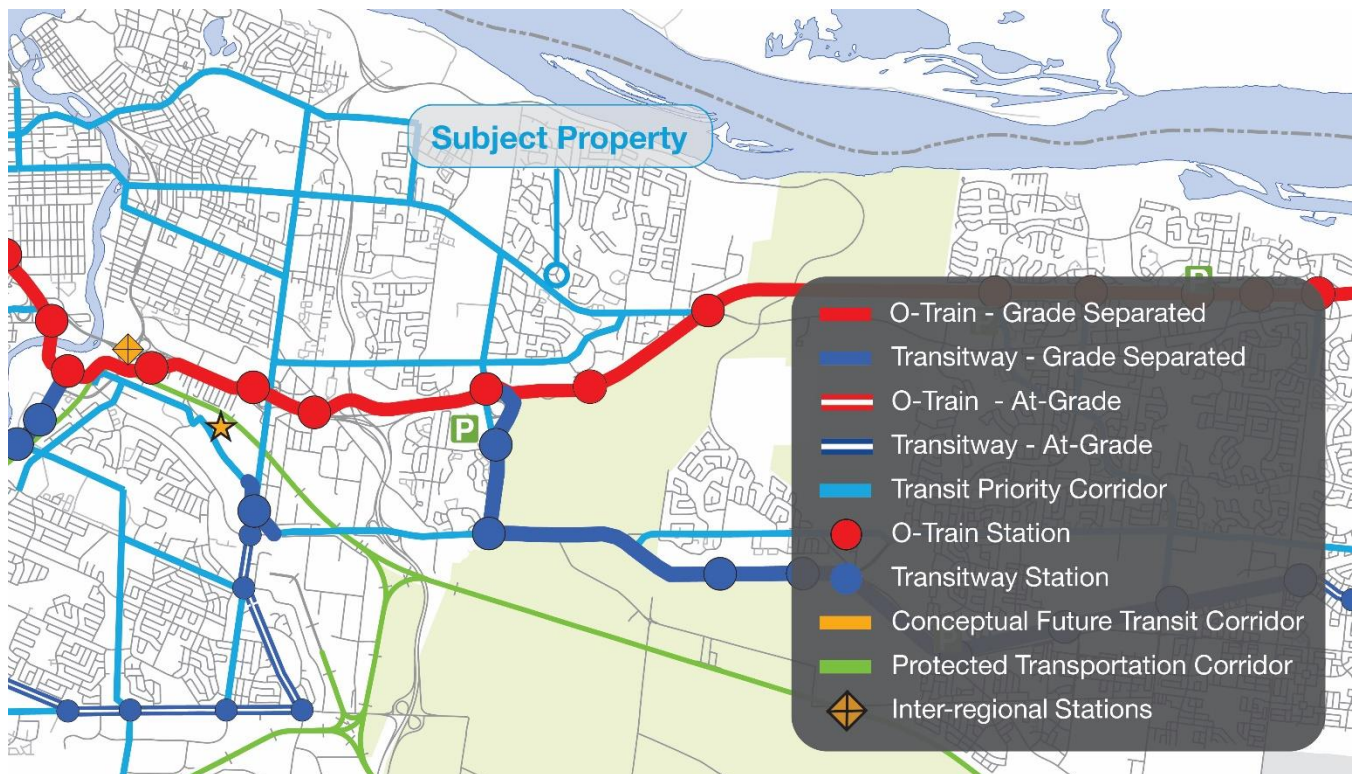 Subject Property
P
P
O-Train - Grade Separated
Transitway - Grade Separated
O-Train - At-Grade
Transitway - At-Grade
Transit Priority Corridor
O-Train Station
Transitway Station
Conceptual Future Transit Corridor
Protected Transportation Corridor
Inter-regional Stations